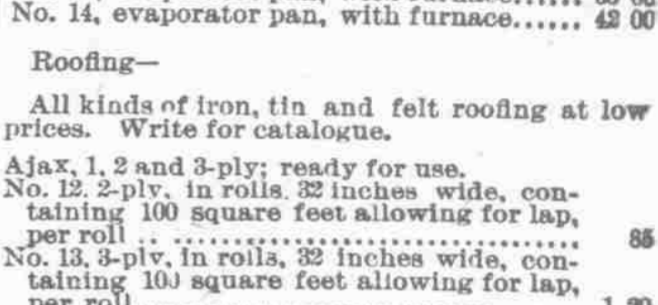 No. 14, evaporator pan, with furnace...... 42 00
Roofing—
All kinds of iron, tin and felt roofing at low
prices. Write for catalogue.
Ajax, 1, 2 and 3-ply; ready for use.
No. 12, 2-ply, in rolls, 32 inches wide, con-
taining 100 square feet allowing for lap,
per roll .. .................................. 85
No. 13, 3-ply, in rolls, 32 inches wide, con-
taining 100 square feet allowing for lap,
per roll